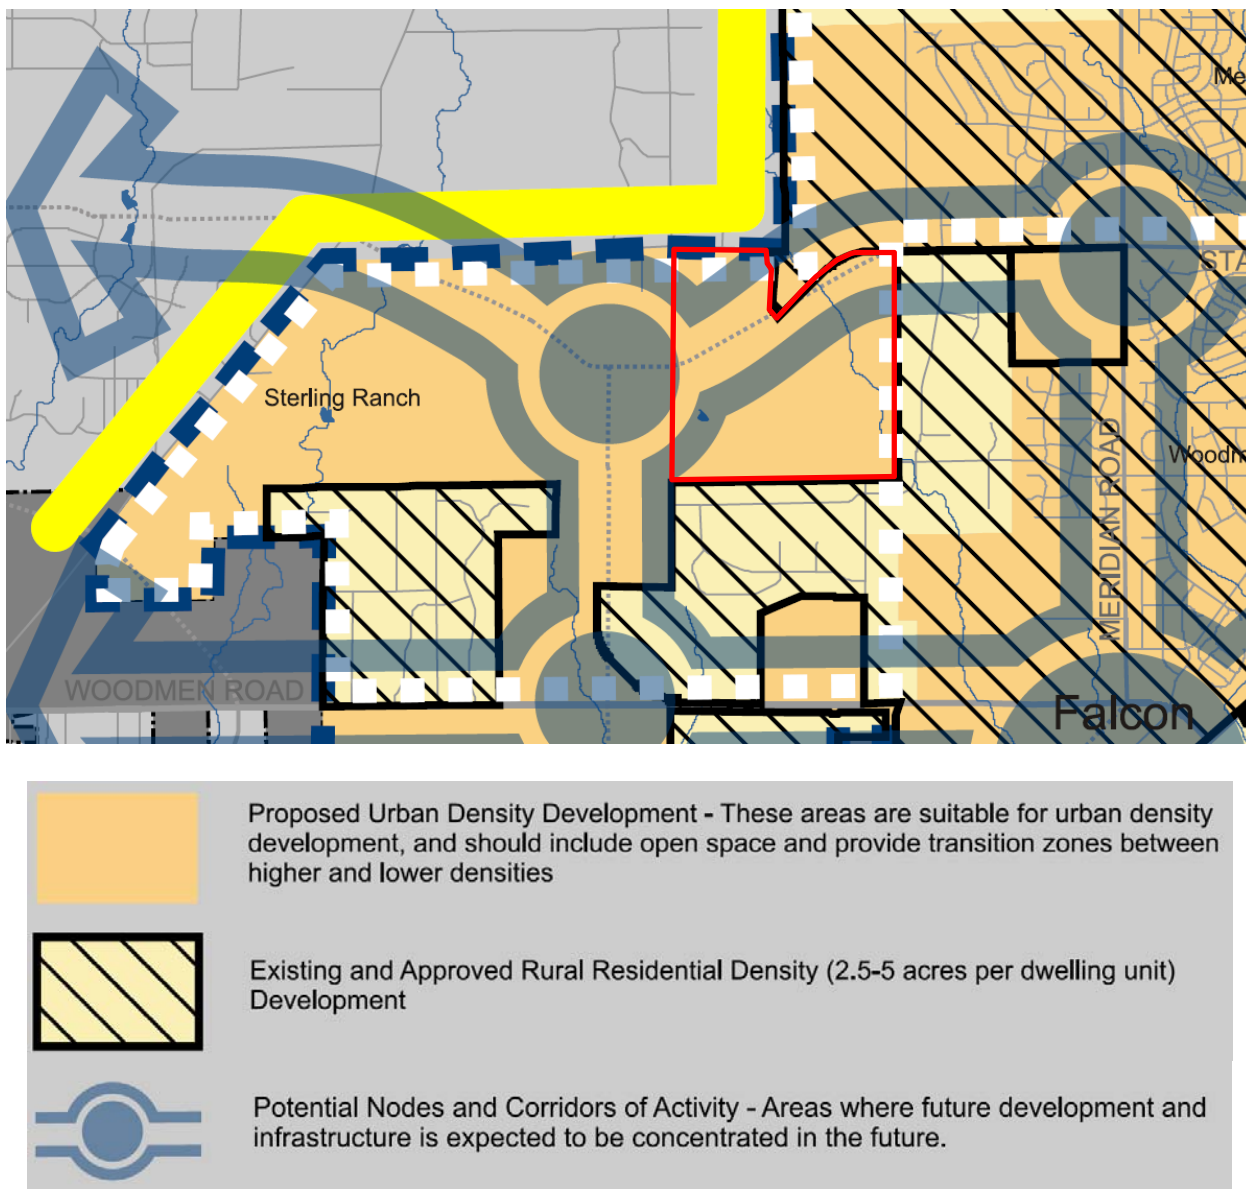 Me
STA
Sterling Ranch
MERIDIAN ROAD
Woodm
WOODMEN ROAD
Falcon
Proposed Urban Density Development - These areas are suitable for urban density
development, and should include open space and provide transition zones between
higher and lower densities
Existing and Approved Rural Residential Density (2.5-5 acres per dwelling unit)
Development
Potential Nodes and Corridors of Activity - Areas where future development and
infrastructure is expected to be concentrated in the future.